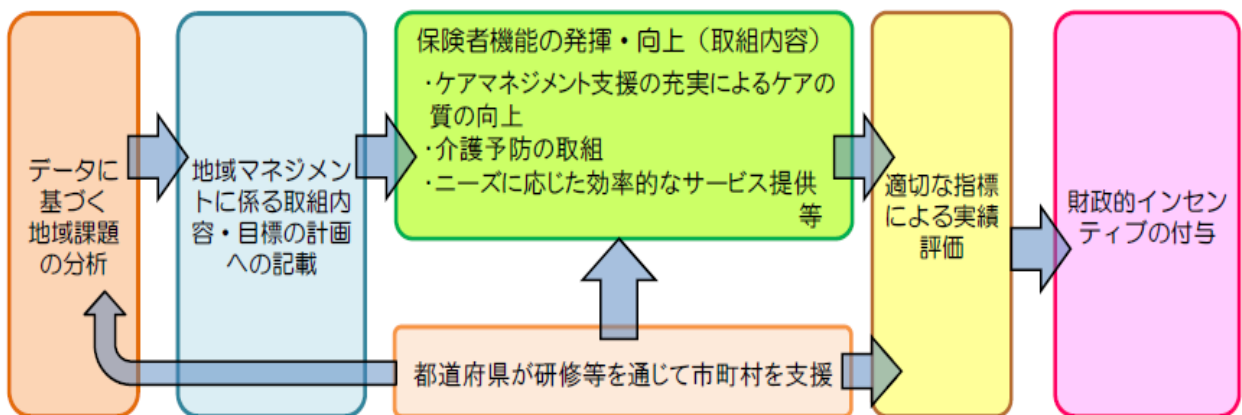 データに
基づく
地域課題
の分析
地域マネジメン
トに係る取組内
容・目標の計画
への記載
保険者機能の発揮・向上（取組内容）
・ケアマネジメント支援の充実によるケアの
質の向上
・介護予防の取組
・ニーズに応じた効率的なサービス提供
等
適切な指標
による実績
評価
財政的インセン
ティブの付与
都道府県が研修等を通じて市町村を支援